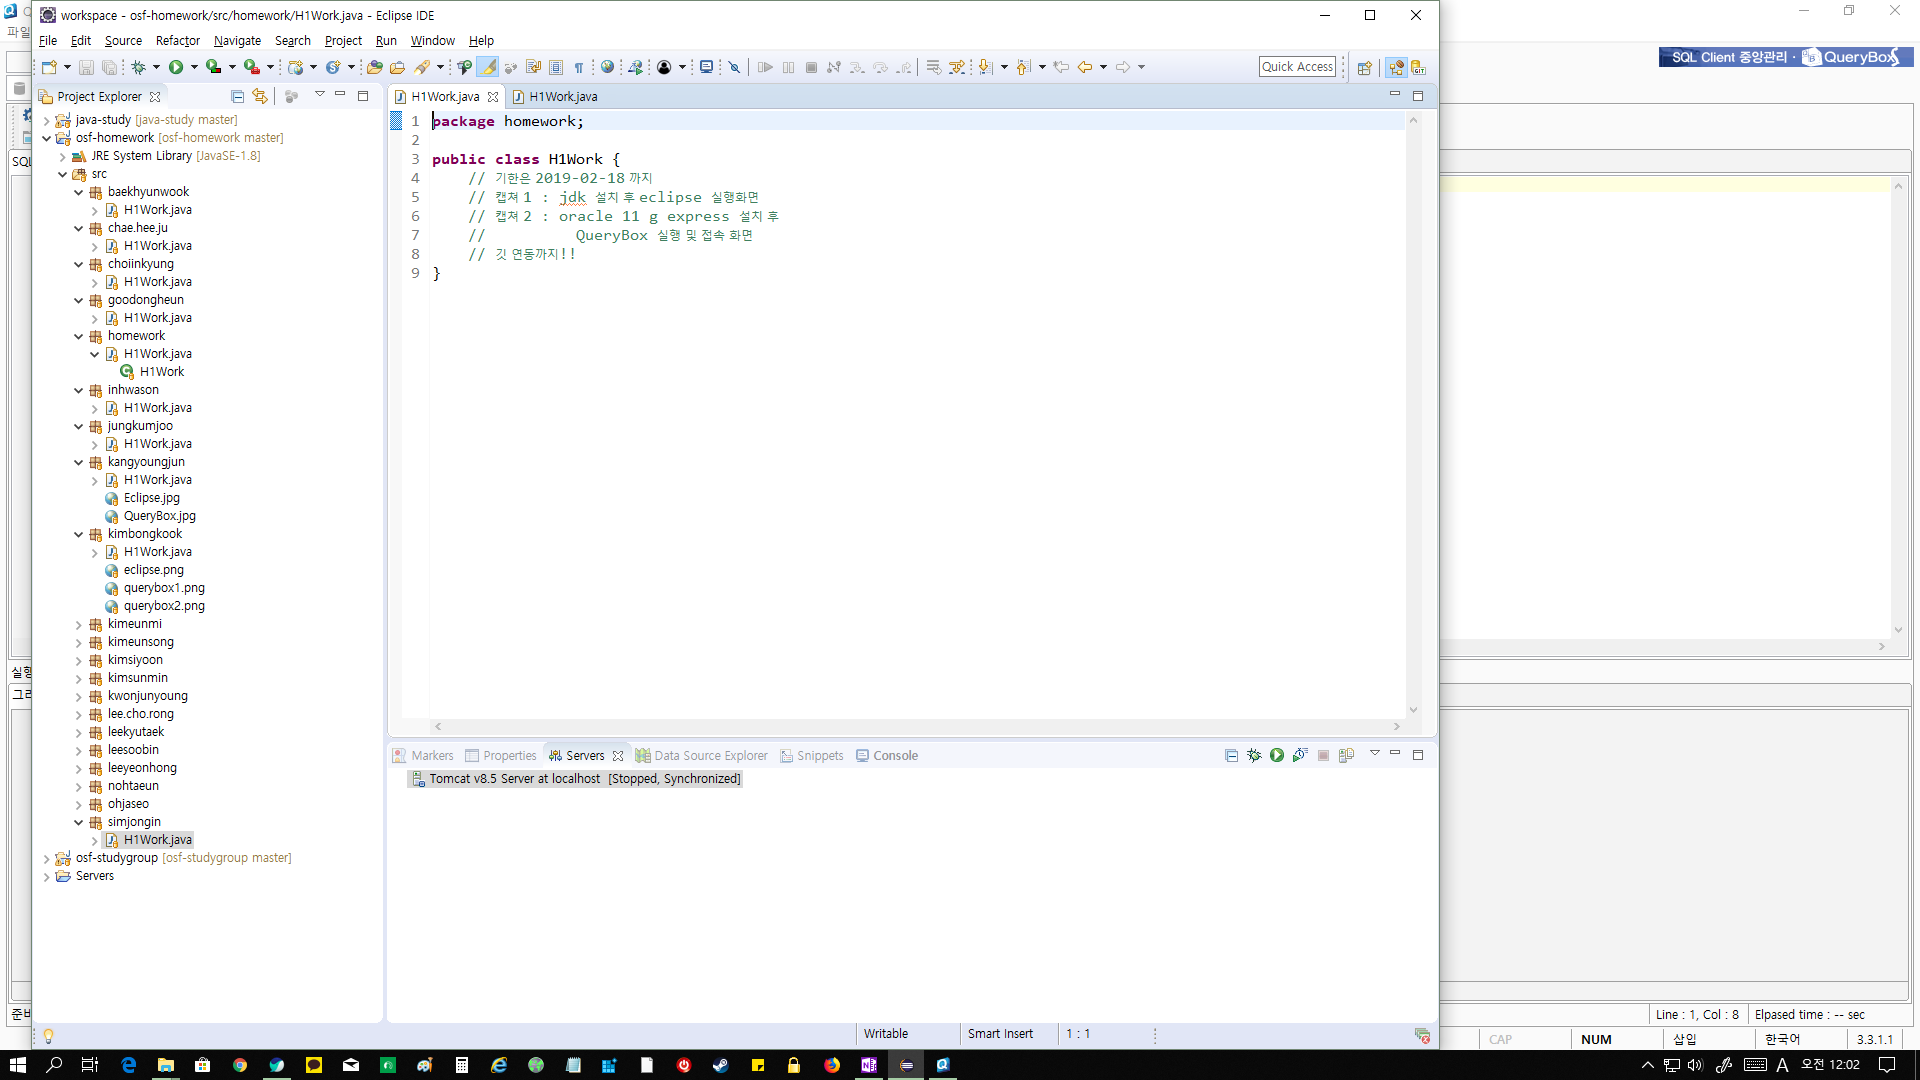 workspace - osf-homework/src/homework/H1Work.java - Eclipse IDE
File Edit Source Refactor Navigate Search Project Run Window Help
Quick Access
SQL Client 중앙관리 · QueryBox
Project Explorer
java-study [java-study master]
osf-homework [osf-homework master]
JRE System Library [JavaSE-1.8]
src
baekhyunwook
H1Work.java
chae.hee.ju
H1Work.java
choiinkyung
H1Work.java
goodongheun
H1Work.java
homework
H1Work.java
H1Work
inhwason
H1Work.java
jungkumjoo
H1Work.java
kangyoungjun
H1Work.java
Eclipse.jpg
QueryBox.jpg
kimbongkook
H1Work.java
eclipse.png
querybox1.png
querybox2.png
kimeunmi
kimeunsong
kimsiyoon
kimsunmin
kwonjunyoung
lee.cho.rong
leekyutaek
leesoobin
leeyeonhong
nohtaeun
ohjaseo
simjongin
H1Work.java
osf-studygroup [osf-studygroup master]
Servers
H1Work.java H1Work.java
1 package homework;
2
3 public class H1Work {
4 // 기한은 2019-02-18 까지
5 // 캡쳐 1 : jdk 설치 후 eclipse 실행화면
6 // 캡쳐 2 : oracle 11 g express 설치 후
7 // QueryBox 실행 및 접속 화면
8 // 깃 연동까지!!
9 }
Markers Properties Servers Data Source Explorer Snippets Console
Tomcat v8.5 Server at localhost [Stopped, Synchronized]
Writable Smart Insert 1 : 1
Line : 1, Col : 8 Elpased time : -- sec
CAP NUM 삽입 한국어 3.3.1.1
A 오전 12:02